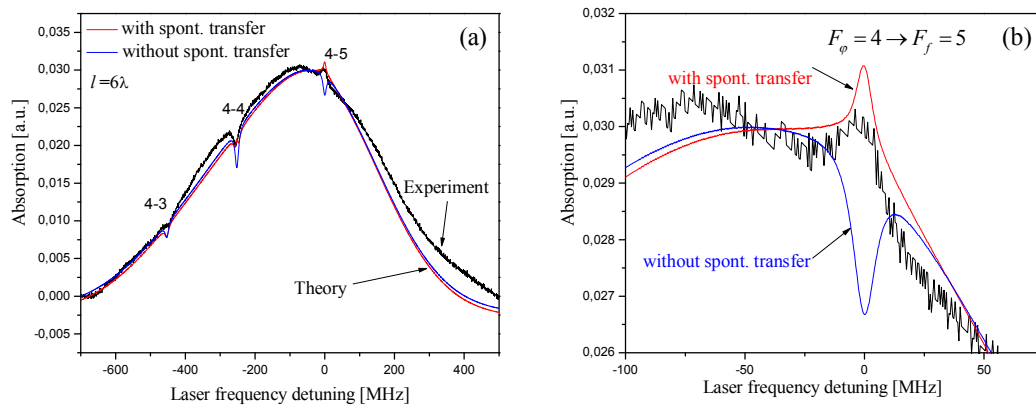 0,035
0,030
0,025
0,020
0,015
0,010
0,005
0,000
-0,005
Absorption [a.u.]
with spont. transfer
without spont. transfer
l=6λ
(a)
4-5
4-4
4-3
Experiment
Theory
-600 -400 -200 0 200 400
Laser frequency detuning [MHz]
0,032
0,031
0,030
0,029
0,028
0,027
0,026
Absorption [a.u.]
Fφ = 4 → Ff = 5
(b)
with spont. transfer
without spont. transfer
-100 -50 0 50
Laser frequency detuning [MHz]